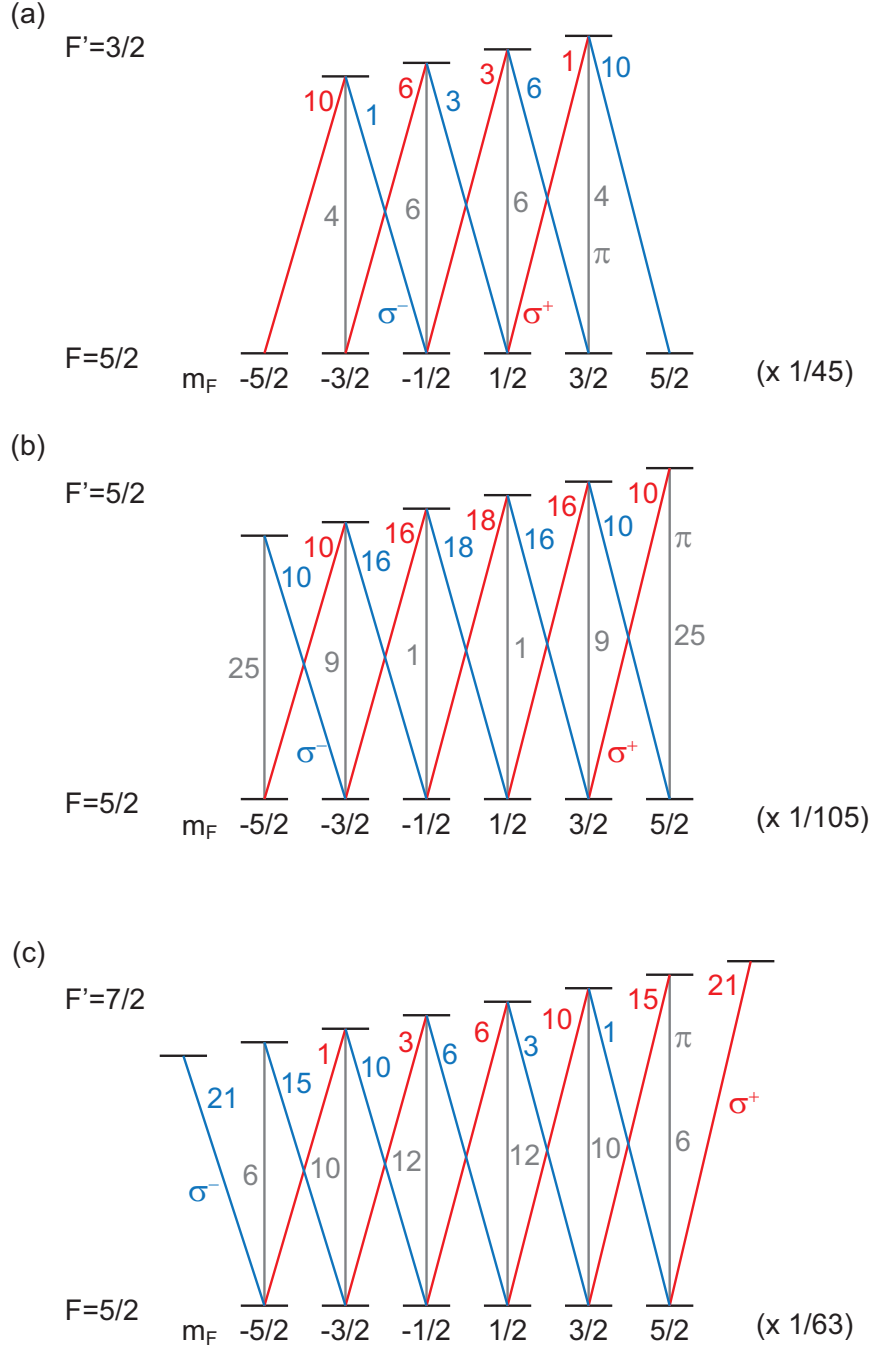 (a)
F'=3/2
10 1 6 3 3 6 1 10
4 6 6 4
π
σ⁻ σ⁺
F=5/2
m_F -5/2 -3/2 -1/2 1/2 3/2 5/2 (x 1/45)
(b)
F'=5/2
10 10 16 16 18 18 16 16 10 10
π
25 9 1 1 9 25
σ⁻ σ⁺
F=5/2
m_F -5/2 -3/2 -1/2 1/2 3/2 5/2 (x 1/105)
(c)
F'=7/2
21 15 1 10 3 6 6 3 10 1 15 21
π
6 10 12 12 10 6
σ⁻ σ⁺
F=5/2
m_F -5/2 -3/2 -1/2 1/2 3/2 5/2 (x 1/63)